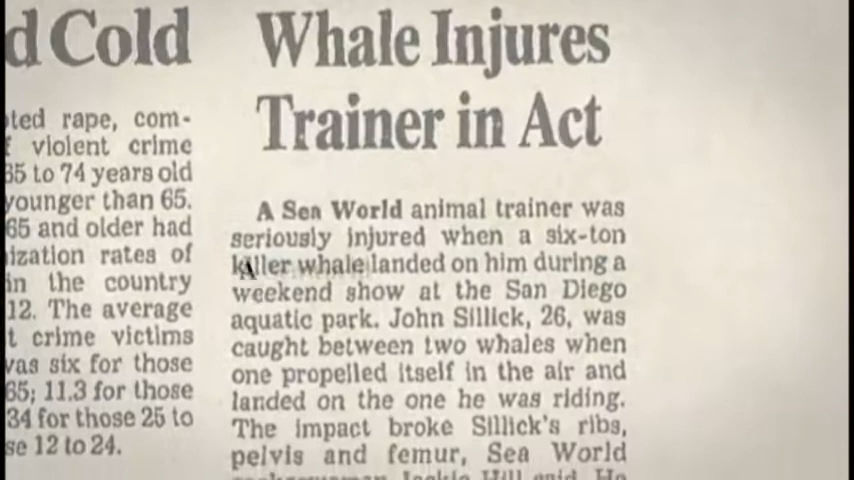 d Cold
ted rape, com-
violent crime
65 to 74 years old
younger than 65.
65 and older had
ization rates of
in the country
12. The average
t crime victims
was six for those
65; 11.3 for those
34 for those 25 to
se 12 to 24.
Whale Injures
Trainer in Act
A Sea World animal trainer was
seriously injured when a six-ton
killer whale landed on him during a
weekend show at the San Diego
aquatic park. John Sillick, 26, was
caught between two whales when
one propelled itself in the air and
landed on the one he was riding.
The impact broke Sillick's ribs,
pelvis and femur, Sea World
Jackie Hill said. He